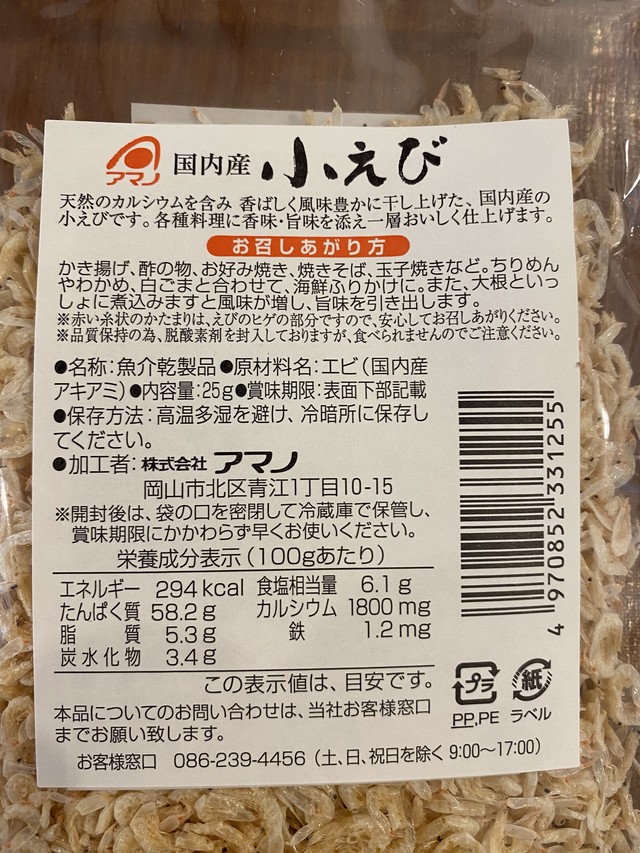 アマノ 国内産 小えび
天然のカルシウムを含み 香ばしく風味豊かに干し上げた、国内産の
小えびです。各種料理に香味・旨味を添え一層おいしく仕上げます。
お召しあがり方
かき揚げ、酢の物、お好み焼き、焼きそば、玉子焼きなど。ちりめん
やわかめ、白ごまと合わせて、海鮮ふりかけに。また、大根といっ
しょに煮込みますと風味が増し、旨味を引き出します。
※赤い糸状のかたまりは、えびのヒゲの部分ですので、安心してお召しあがりください。
※品質保持の為、脱酸素剤を封入しておりますが、食べられませんのでご注意ください。
●名称:魚介乾製品 ●原材料名:エビ(国内産
アキアミ) ●内容量:25g ●賞味期限:表面下部記載
●保存方法:高温多湿を避け、冷暗所に保存し
てください。
●加工者:株式会社 アマノ
岡山市北区青江1丁目10-15
※開封後は、袋の口を密閉して冷蔵庫で保管し、
賞味期限にかかわらず早くお使いください。
栄養成分表示(100gあたり)
エネルギー 294kcal 食塩相当量 6.1g
たんぱく質 58.2g カルシウム 1800mg
脂質 5.3g 鉄 1.2mg
炭水化物 3.4g
この表示値は、目安です。
本品についてのお問い合わせは、当社お客様窓口
までお願い致します。
お客様窓口 086-239-4456(土、日、祝日を除く 9:00〜17:00)
4 970852 331255
プラ 紙
PP,PE ラベル